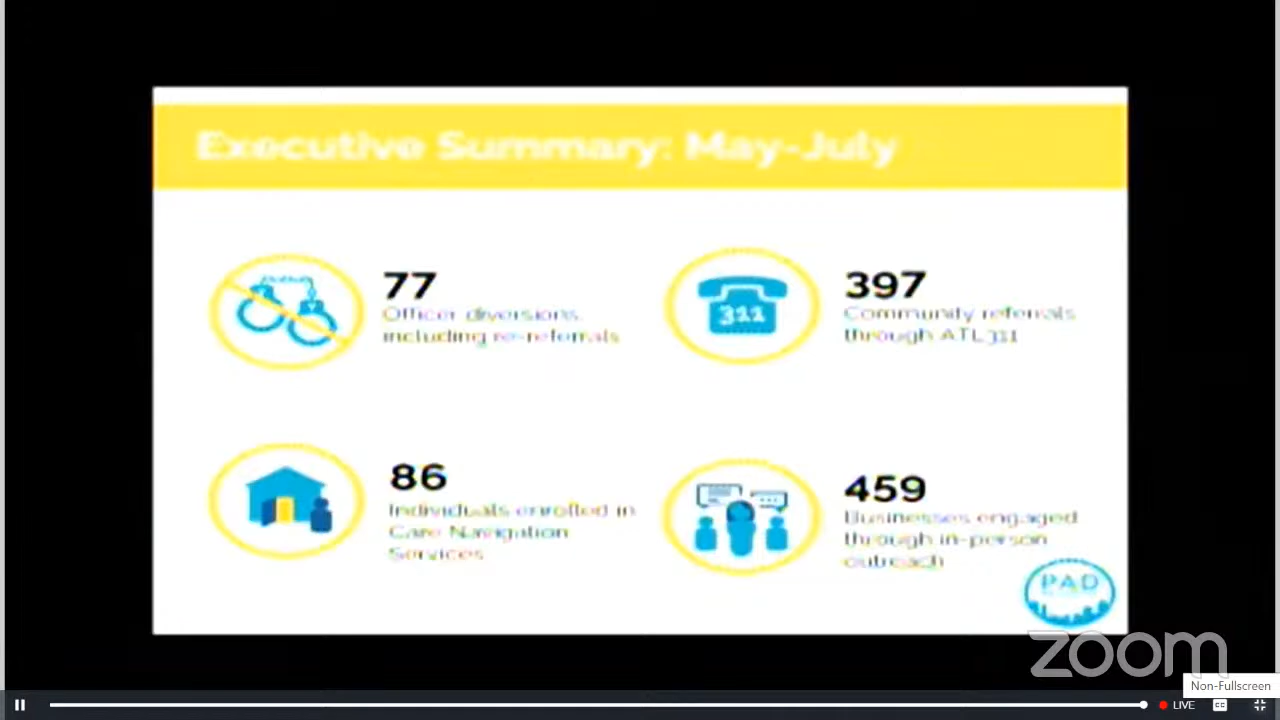 Executive Summary: May-July
77
Officer diversions
including re-referrals
397
Community referrals
through ATL311
311
86
Individuals enrolled in
Care Navigation
Services
459
Businesses engaged
through in-person
outreach
PAD
zoom
Non-Fullscreen
LIVE
CC